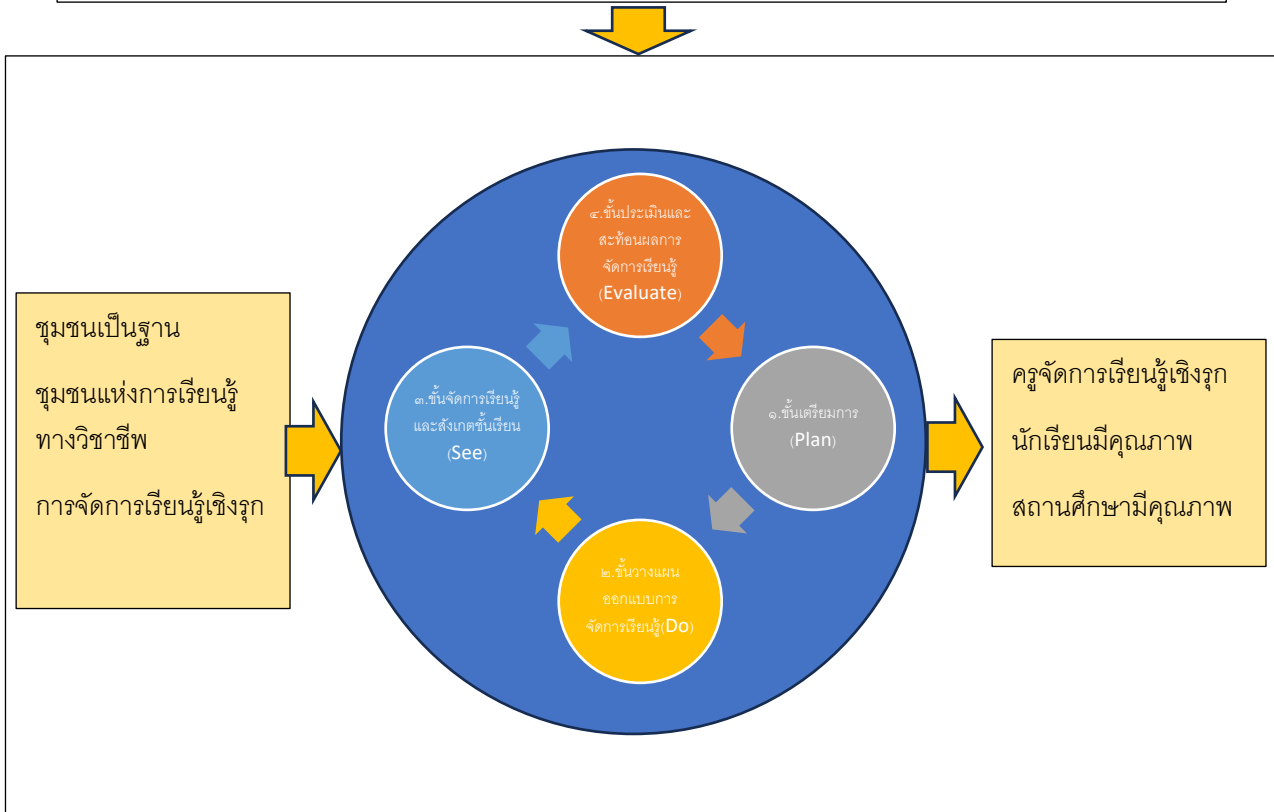 ๔.ขั้นประเมินและ
สะท้อนผลการ
จัดการเรียนรู้
(Evaluate)
ชุมชนเป็นฐาน
ชุมชนแห่งการเรียนรู้
ทางวิชาชีพ
การจัดการเรียนรู้เชิงรุก
๓.ขั้นจัดการเรียนรู้
และสังเกตชั้นเรียน
(See)
๑.ขั้นเตรียมการ
(Plan)
๒.ขั้นวางแผน
ออกแบบการ
จัดการเรียนรู้(Do)
ครูจัดการเรียนรู้เชิงรุก
นักเรียนมีคุณภาพ
สถานศึกษามีคุณภาพ